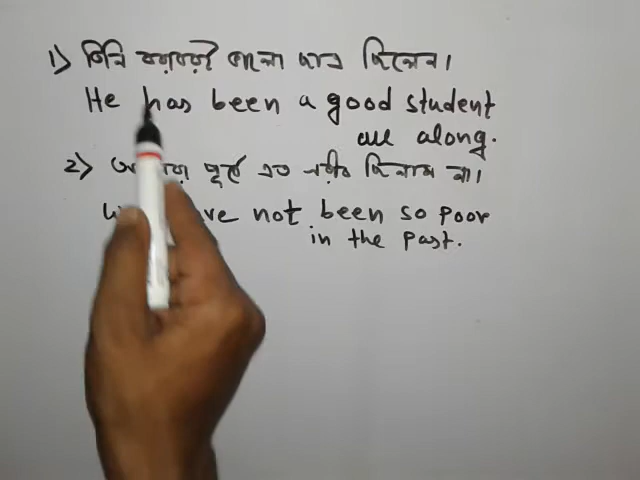 1) তিনি বরাবরই ভালো ছাত্র ছিলেন।
He has been a good student
all along.
2) পূর্বে এত গরীব ছিলাম না।
not been so poor
in the past.